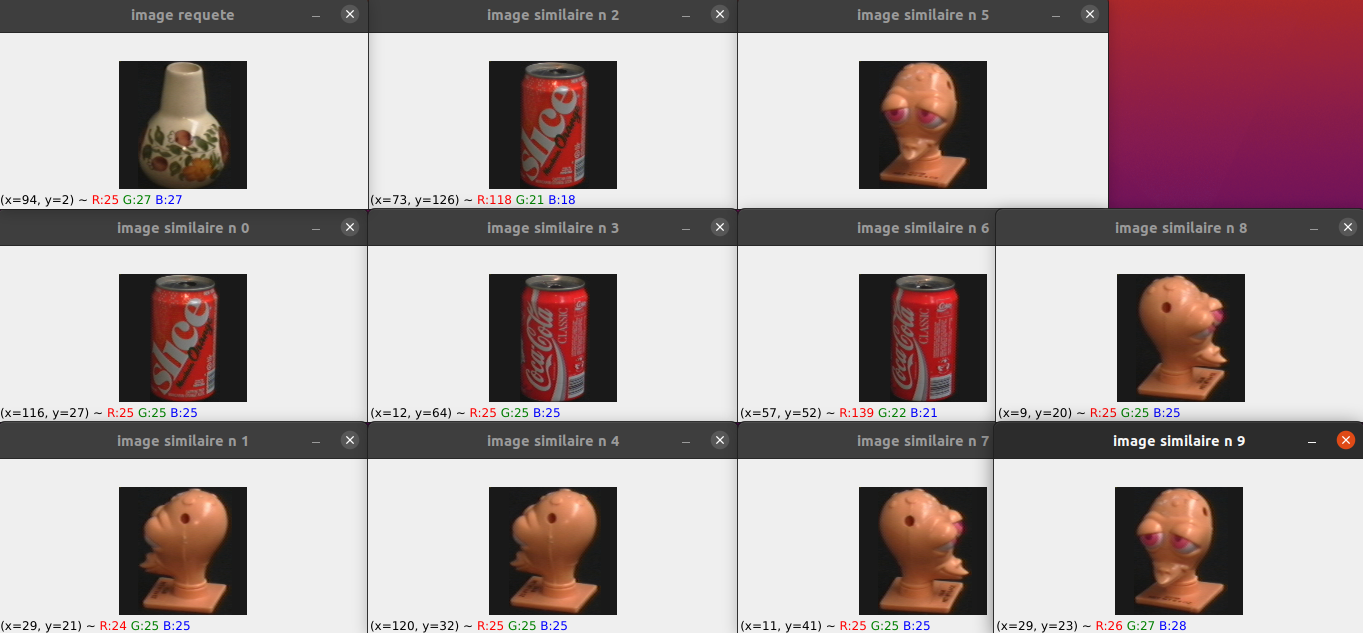 image requete
image similaire n 2
image similaire n 5
slice
Orange
(x=94, y=2) ~ R:25 G:27 B:27
(x=73, y=126) ~ R:118 G:21 B:18
image similaire n 0
image similaire n 3
image similaire n 6
image similaire n 8
slice
Coca-Cola
CLASSIC
Coca-Cola
CLASSIC
(x=116, y=27) ~ R:25 G:25 B:25
(x=12, y=64) ~ R:25 G:25 B:25
(x=57, y=52) ~ R:139 G:22 B:21
(x=9, y=20) ~ R:25 G:25 B:25
image similaire n 1
image similaire n 4
image similaire n 7
image similaire n 9
(x=29, y=21) ~ R:24 G:25 B:25
(x=120, y=32) ~ R:25 G:25 B:25
(x=11, y=41) ~ R:25 G:25 B:25
(x=29, y=23) ~ R:26 G:27 B:28